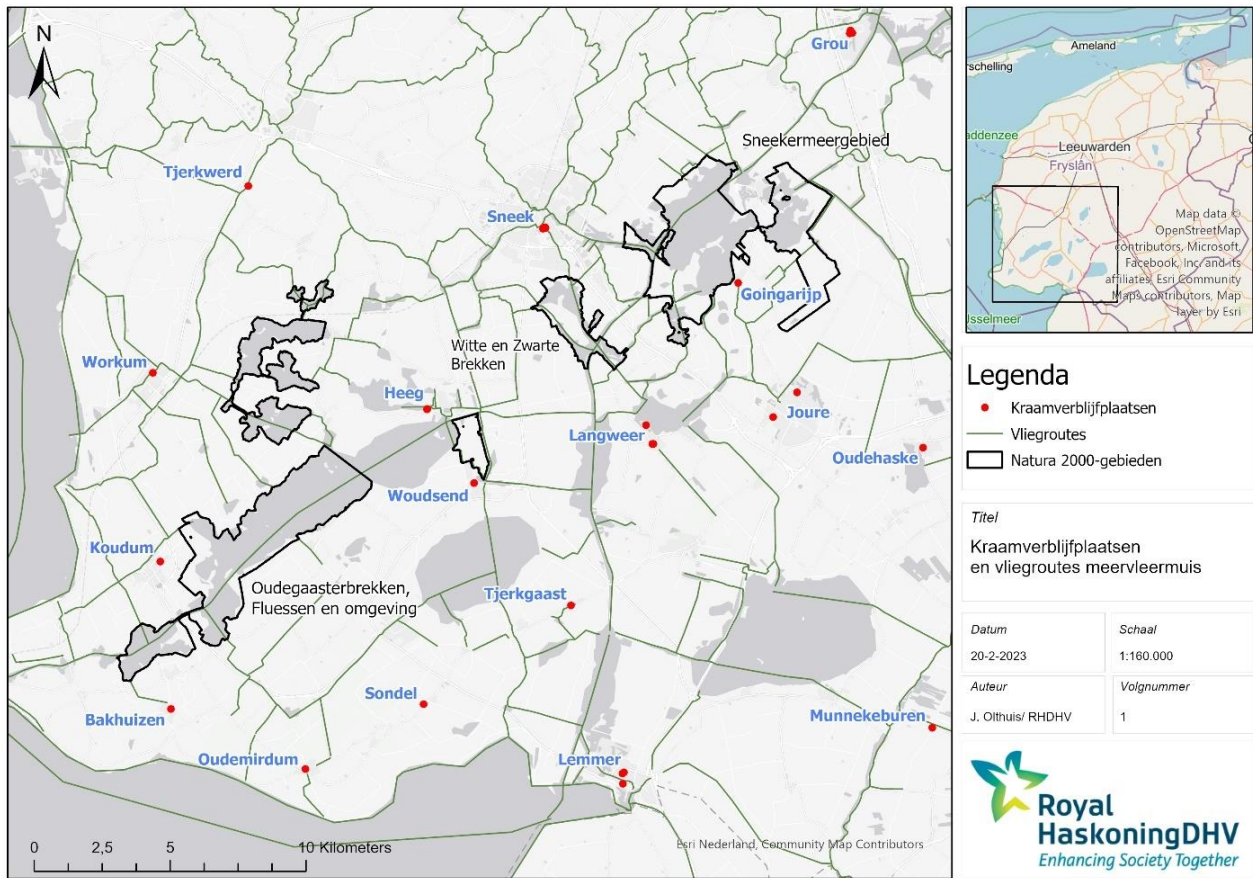 N
Grou
Sneekermeergebied
Tjerkwerd
Sneek
Goingarijp
Witte en Zwarte
Brekken
Workum
Heeg
Joure
Langweer
Oudehaske
Woudsend
Koudum
Oudegaasterbrekken,
Fluessen en omgeving
Tjerkgaast
Sondel
Bakhuizen
Munnekeburen
Oudemirdum
Lemmer
0 2,5 5 10 Kilometers
Esri Nederland, Community Map Contributors
Ameland
rschelling
addenzee
Leeuwarden
Fryslân
Map data ©
OpenStreetMap
contributors, Microsoft,
Facebook, Inc. and its
affiliates, Esri Community
Maps contributors, Map
layer by Esri
IJsselmeer
Legenda
Kraamverblijfplaatsen
Vliegroutes
Natura 2000-gebieden
Titel
Kraamverblijfplaatsen
en vliegroutes meervleermuis
Datum
20-2-2023
Schaal
1:160.000
Auteur
J. Olthuis/ RHDHV
Volgnummer
1
Royal
HaskoningDHV
Enhancing Society Together